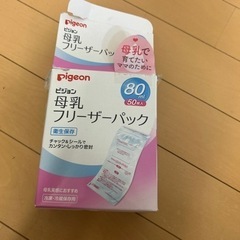 Pigeon
ピジョン
母乳
フリーザーパック
母乳で
育てたい
ママのために
Pigeon
ピジョン
80
50枚入
母乳
フリーザーパック
衛生保存
チャック&シールで
カンタン・しっかり密封